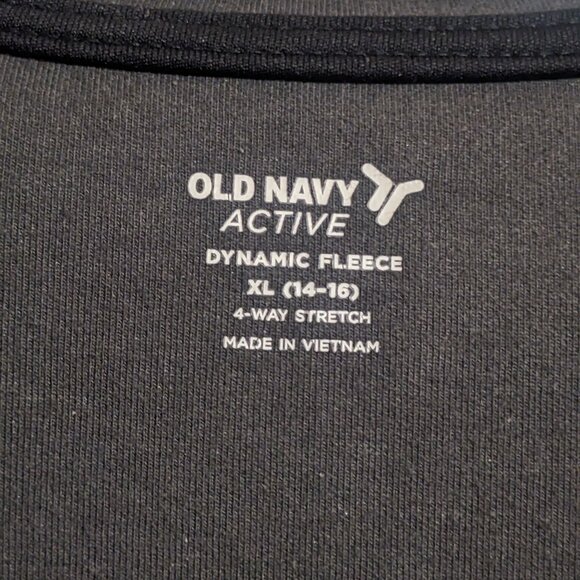 OLD NAVY
ACTIVE
DYNAMIC FLEECE
XL (14-16)
4-WAY STRETCH
MADE IN VIETNAM